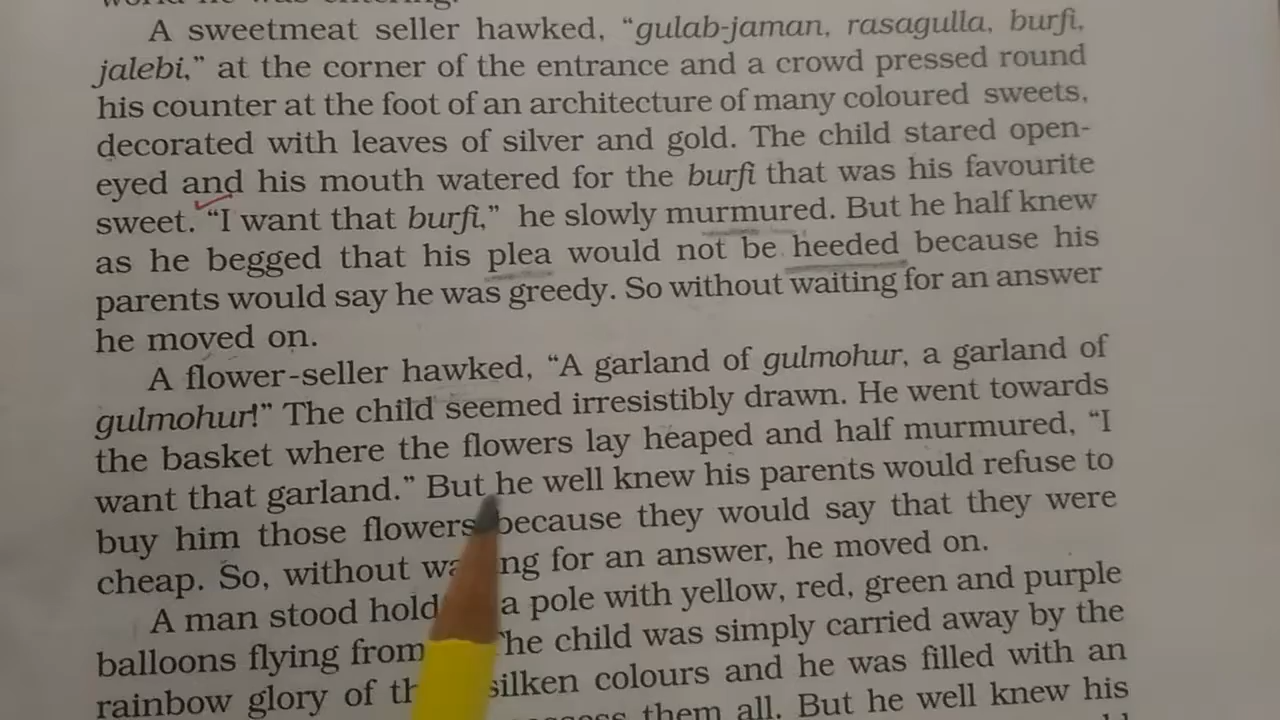 A sweetmeat seller hawked, “gulab-jaman, rasagulla, burfi,
jalebi,” at the corner of the entrance and a crowd pressed round
his counter at the foot of an architecture of many coloured sweets,
decorated with leaves of silver and gold. The child stared open-
eyed and his mouth watered for the burfi that was his favourite
sweet. “I want that burfi,” he slowly murmured. But he half knew
as he begged that his plea would not be heeded because his
parents would say he was greedy. So without waiting for an answer
he moved on.
A flower-seller hawked, “A garland of gulmohur, a garland of
gulmohur!” The child seemed irresistibly drawn. He went towards
the basket where the flowers lay heaped and half murmured, “I
want that garland.” But he well knew his parents would refuse to
buy him those flowers because they would say that they were
cheap. So, without for an answer, he moved on.
A man stood a pole with yellow, red, green and purple
balloons flying from child was simply carried away by the
rainbow glory of silken colours and he was filled with an
them all. But he well knew his